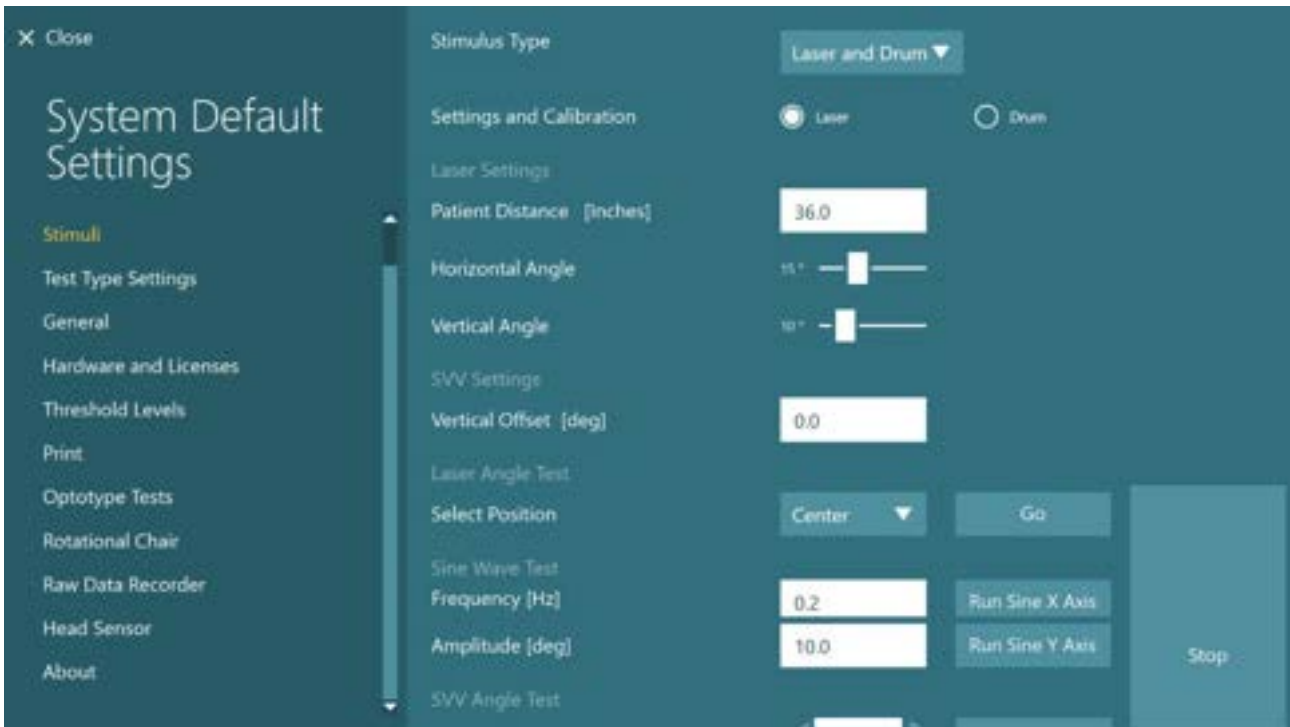 X Close
System Default
Settings
Stimuli
Test Type Settings
General
Hardware and Licenses
Threshold Levels
Print
Optotype Tests
Rotational Chair
Raw Data Recorder
Head Sensor
About
Stimulus Type
Laser and Drum
Settings and Calibration
Laser
Drum
Laser Settings
Patient Distance [inches]
36.0
Horizontal Angle
15 °
Vertical Angle
10 °
SVV Settings
Vertical Offset [deg]
0.0
Laser Angle Test
Select Position
Center
Go
Sine Wave Test
Frequency [Hz]
0.2
Run Sine X Axis
Amplitude [deg]
10.0
Run Sine Y Axis
Stop
SVV Angle Test